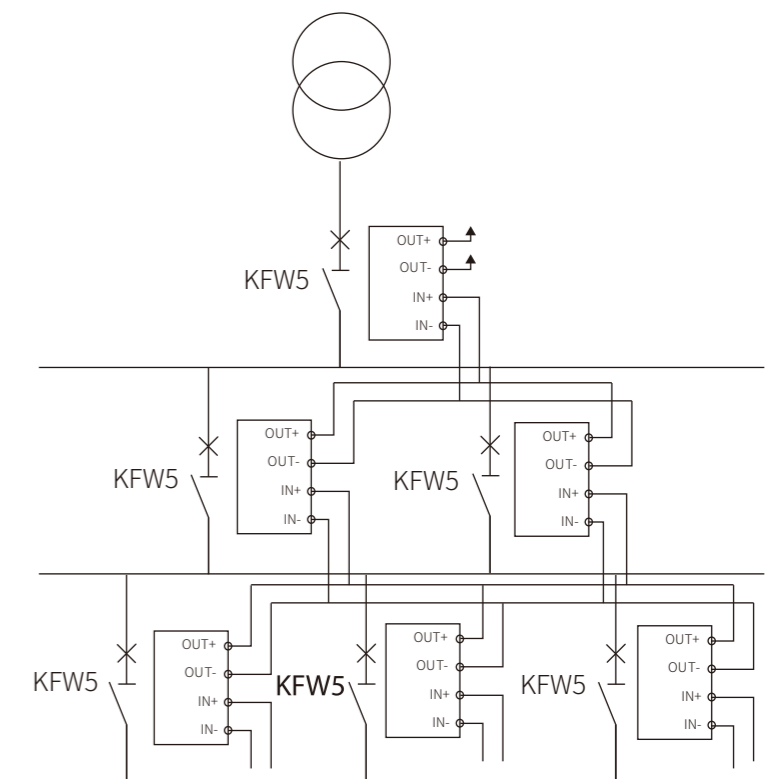 OUT+
OUT-
KFW5
IN+
IN-
OUT+
OUT+
OUT-
OUT-
KFW5
KFW5
IN+
IN+
IN-
IN-
OUT+
OUT+
OUT+
OUT-
OUT-
OUT-
KFW5
KFW5
KFW5
IN+
IN+
IN+
IN-
IN-
IN-